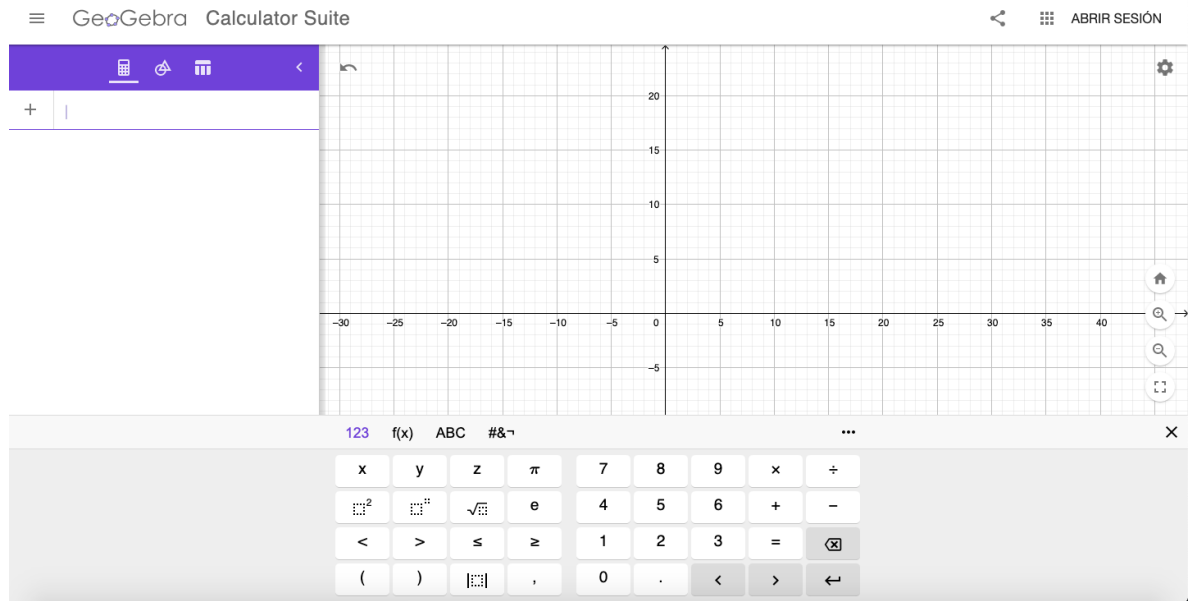 GeoGebra Calculator Suite ABRIR SESIÓN
20
15
10
5
−30 −25 −20 −15 −10 −5 0 5 10 15 20 25 30 35 40
−5
123 f(x) ABC #&¬ •••
x y z π 7 8 9 × ÷
2 e 4 5 6 + −
< > ≤ ≥ 1 2 3 =
( ) | | , 0 . < >